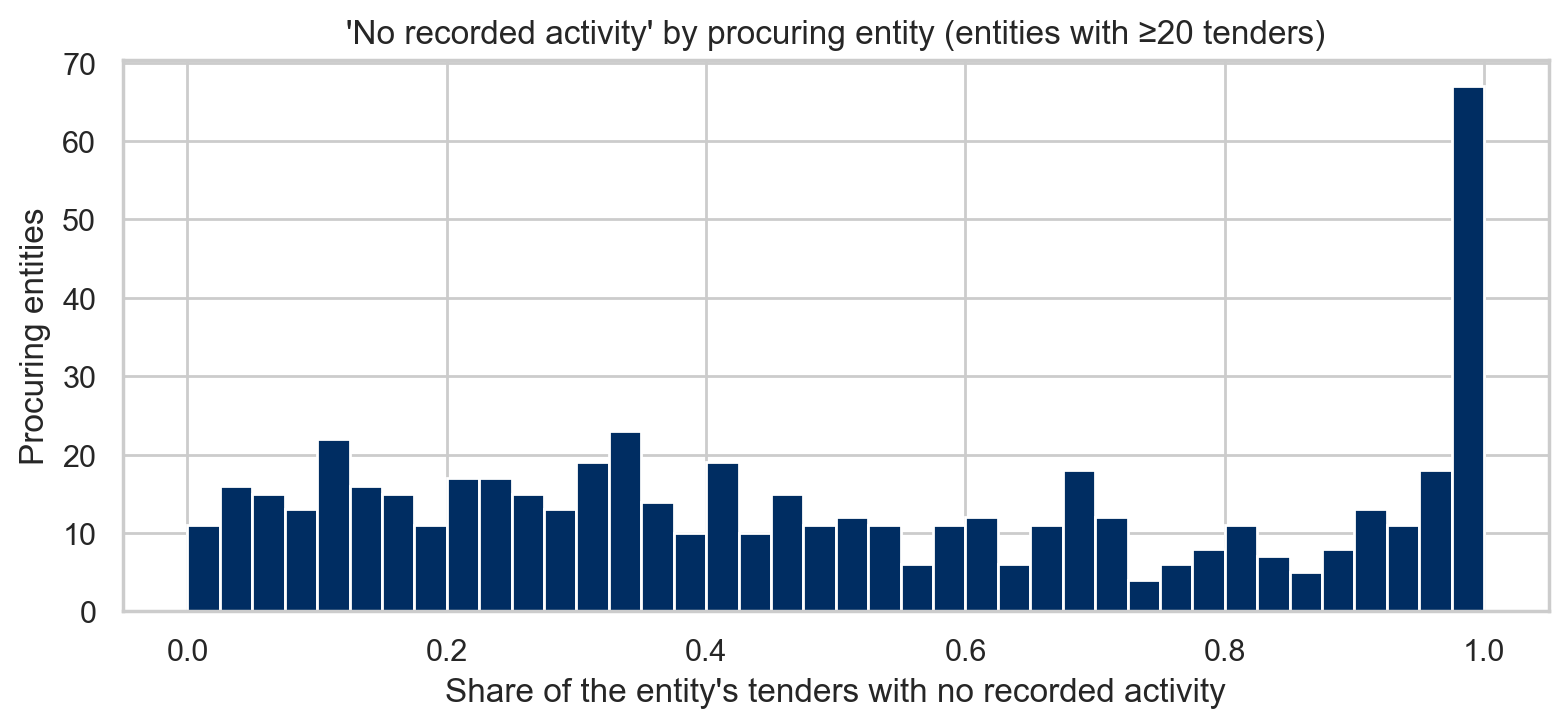 'No recorded activity' by procuring entity (entities with ≥20 tenders)
Procuring entities
70
60
50
40
30
20
10
0
0.0 0.2 0.4 0.6 0.8 1.0
Share of the entity's tenders with no recorded activity